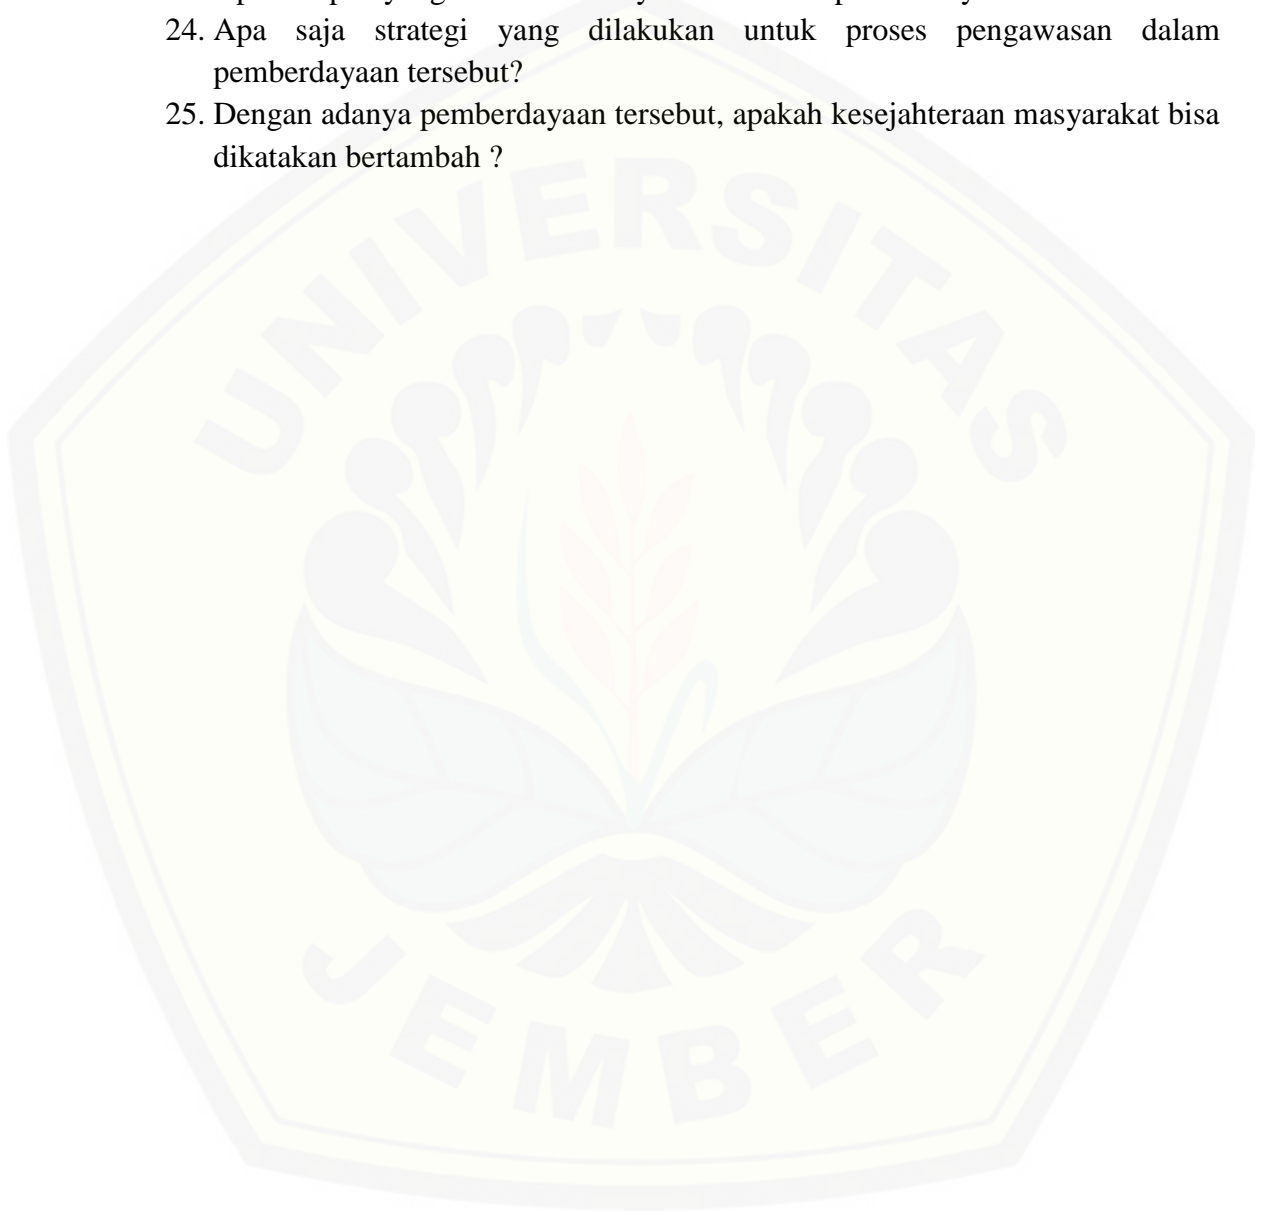 24. Apa saja strategi yang dilakukan untuk proses pengawasan dalam
pemberdayaan tersebut?
25. Dengan adanya pemberdayaan tersebut, apakah kesejahteraan masyarakat bisa
dikatakan bertambah ?
UNIVERSITAS
JEMBER